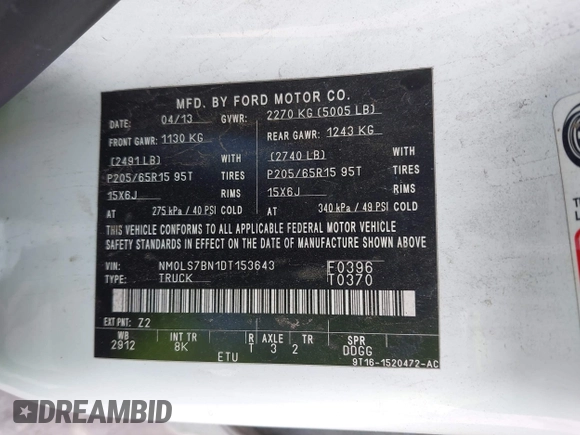 MFD. BY FORD MOTOR CO.
DATE: 04/13 GVWR: 2270 KG (5005 LB)
FRONT GAWR: 1130 KG REAR GAWR: 1243 KG
(2491 LB) WITH (2740 LB) WITH
P205/65R15 95T TIRES P205/65R15 95T TIRES
15X6J RIMS 15X6J RIMS
AT 275 kPa / 40 PSI COLD AT 340 kPa / 49 PSI COLD
THIS VEHICLE CONFORMS TO ALL APPLICABLE FEDERAL MOTOR VEHICLE
SAFETY STANDARDS IN EFFECT ON THE DATE OF MANUFACTURE SHOWN ABOVE.
VIN: NM0LS7BN1DT153643 F0396
TYPE: TRUCK T0370
EXT PNT: Z2
WB INT TR R AXLE TR SPR
2912 8K T 3 2 DDGG
ETU
9T16-1520472-AC
DREAMBID